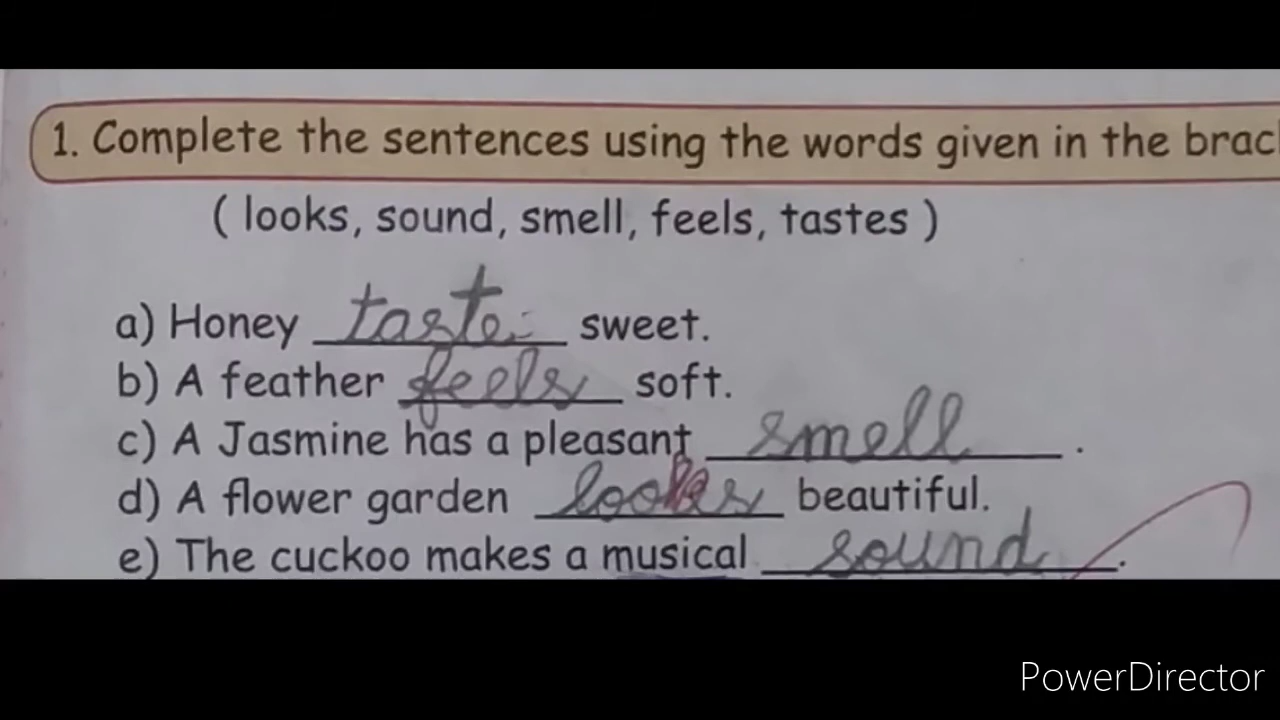 1. Complete the sentences using the words given in the brac
( looks, sound, smell, feels, tastes )
a) Honey taste sweet.
b) A feather feels soft.
c) A Jasmine has a pleasant smell .
d) A flower garden looks beautiful.
e) The cuckoo makes a musical sound.
PowerDirector